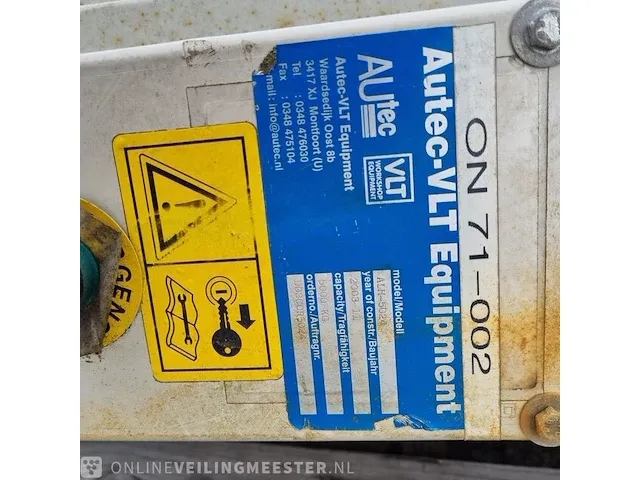 ON 71-002
Autec-VLT Equipment
AUtec
VLT
WORKSHOP
EQUIPMENT
Autec-VLT Equipment
Waardsedijk Oost 8b
3417 XJ Montfoort (U)
Tel : 0348 476030
Fax : 0348 475104
mail: info@autec.nl
model/Modell
year of constr./Baujahr
capacity/Tragfähigkeit
orderno./Auftragnr.
GENS
ONLINEVEILINGMEESTER.NL